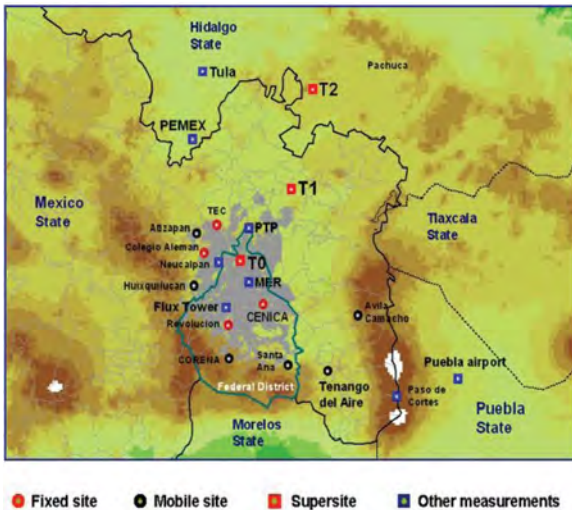 Hidalgo
State
Tula
T2
Pachuca
PEMEX
Mexico
State
T1
TEC
Atizapan
PTP
Tlaxcala
State
Colegio Aleman
Neucalpan
T0
Huixquilucan
MER
Flux Tower
CENICA
Avila
Camacho
Revolucion
CORENA
Santa
Ana
Puebla airport
Federal District
Tenango
del Aire
Paso de
Cortes
Puebla
State
Morelos
State
Fixed site
Mobile site
Supersite
Other measurements